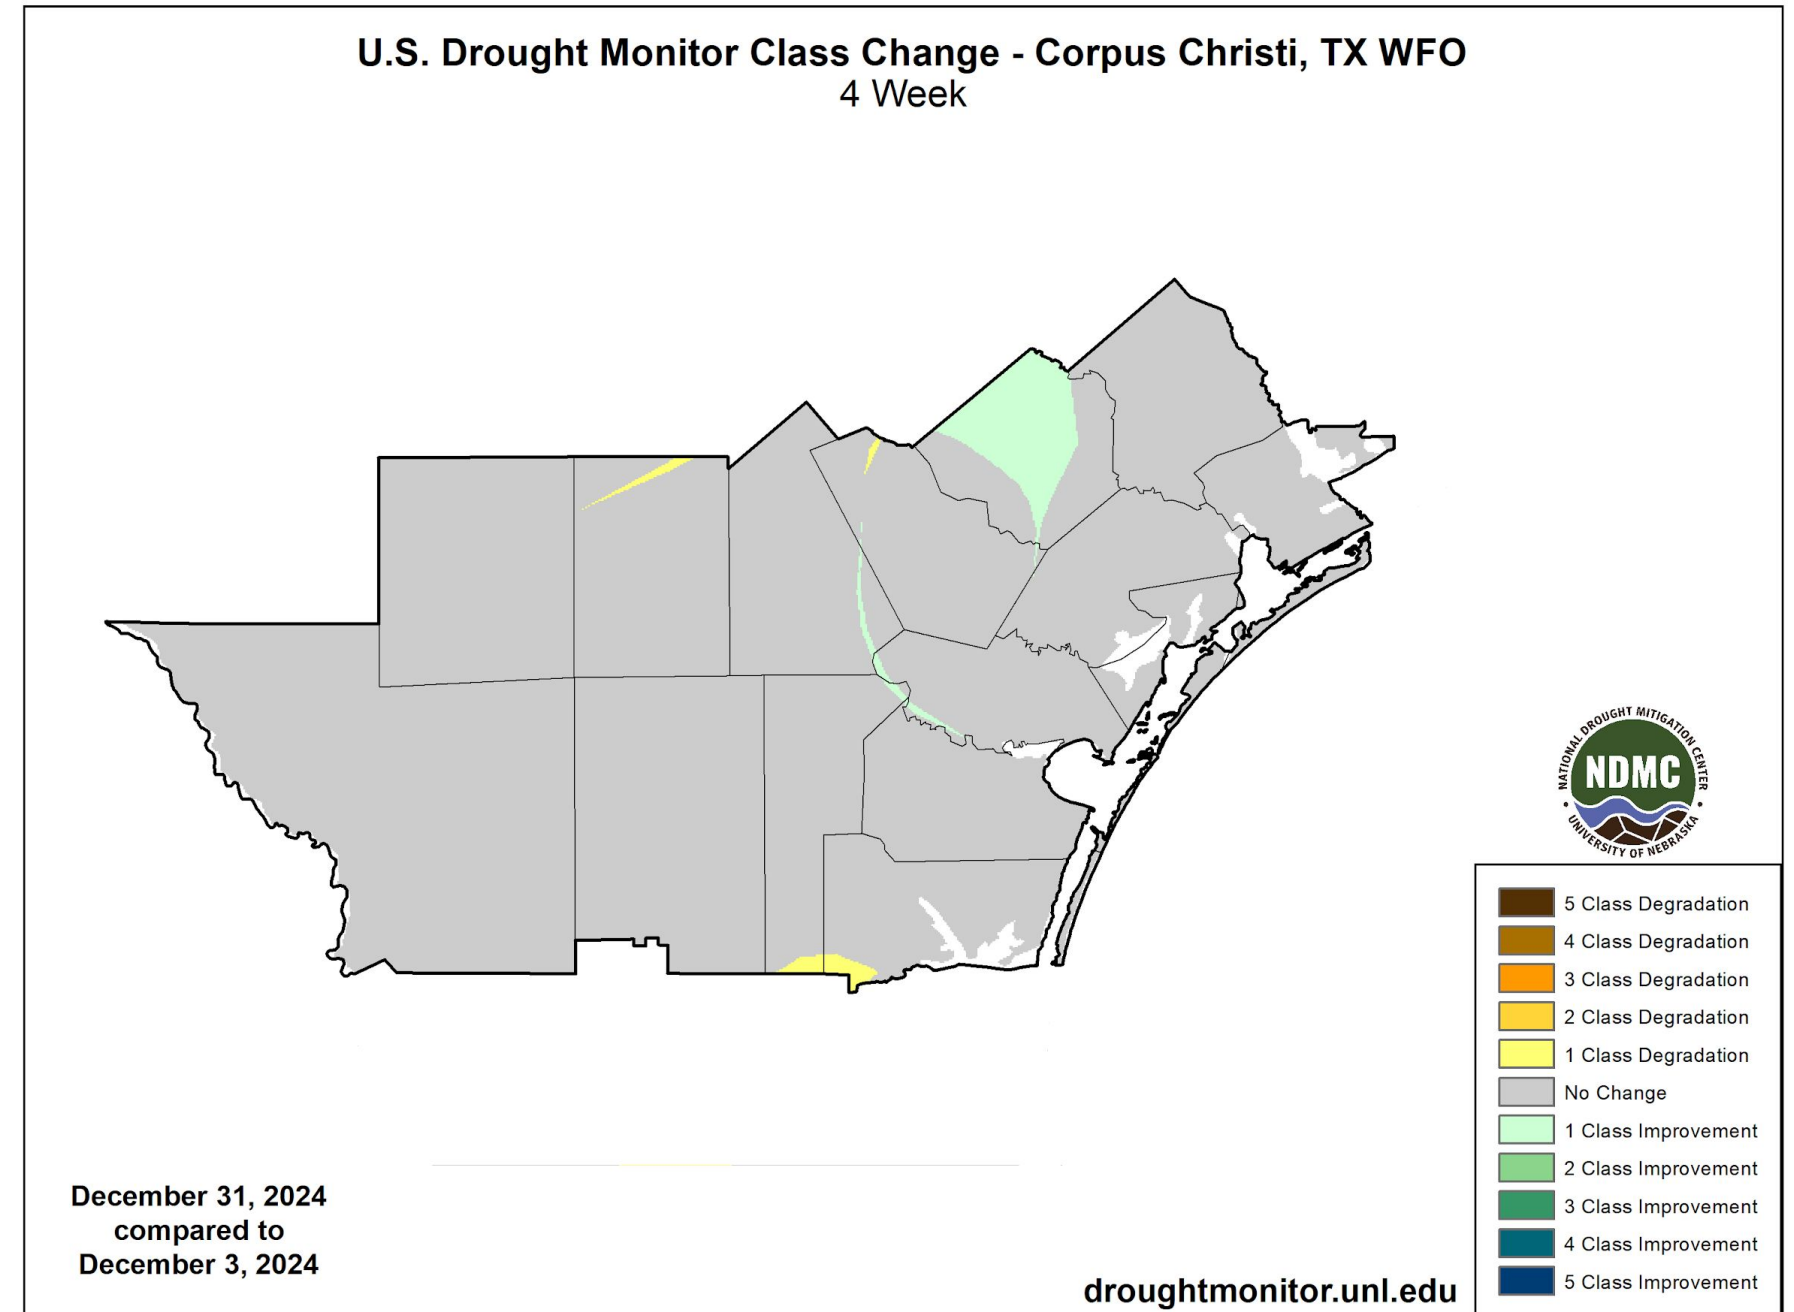 U.S. Drought Monitor Class Change - Corpus Christi, TX WFO
4 Week
NATIONAL DROUGHT MITIGATION CENTER
NDMC
UNIVERSITY OF NEBRASKA
5 Class Degradation
4 Class Degradation
3 Class Degradation
2 Class Degradation
1 Class Degradation
No Change
1 Class Improvement
2 Class Improvement
3 Class Improvement
4 Class Improvement
5 Class Improvement
December 31, 2024
compared to
December 3, 2024
droughtmonitor.unl.edu